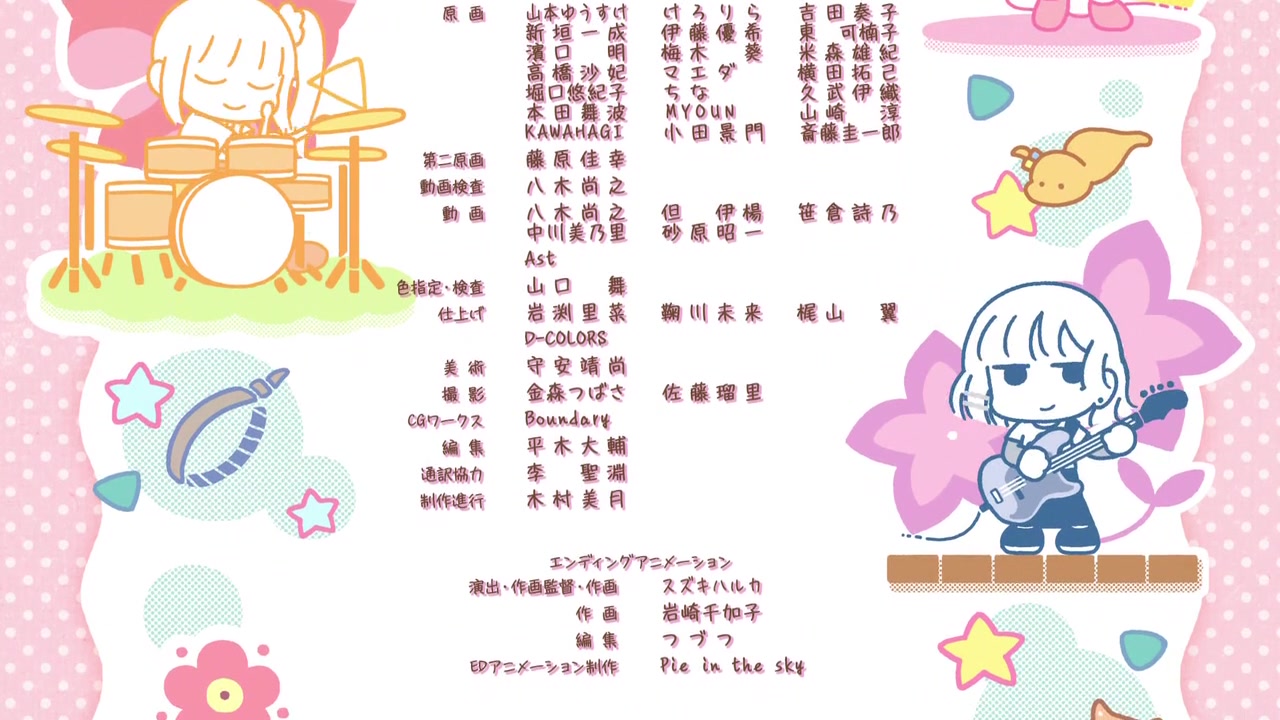 原画 山本ゆうすけ けろりら 吉田奏子
新垣一成 伊藤優希 東 可楠子
濱口 明 梅木 葵 米森雄紀
高橋沙妃 マエダ 横田拓己
堀口悠紀子 ちな 久武伊織
本田舞波 MYOUN 山崎 淳
KAWAHAGI 小田景門 斎藤圭一郎
第二原画 藤原佳幸
動画検査 八木尚之
動画 八木尚之 但 伊楊 笹倉詩乃
中川美乃里 砂原昭一
Ast
色指定・検査 山口 舞
仕上げ 岩渕里菜 鞠川未来 梶山 翼
D-COLORS
美術 守安靖尚
撮影 金森つばさ 佐藤瑠里
CGワークス Boundary
編集 平木大輔
通訳協力 李 聖淵
制作進行 木村美月
エンディングアニメーション
演出・作画監督・作画 スズキハルカ
作画 岩崎千加子
編集 つづつ
EDアニメーション制作 Pie in the sky